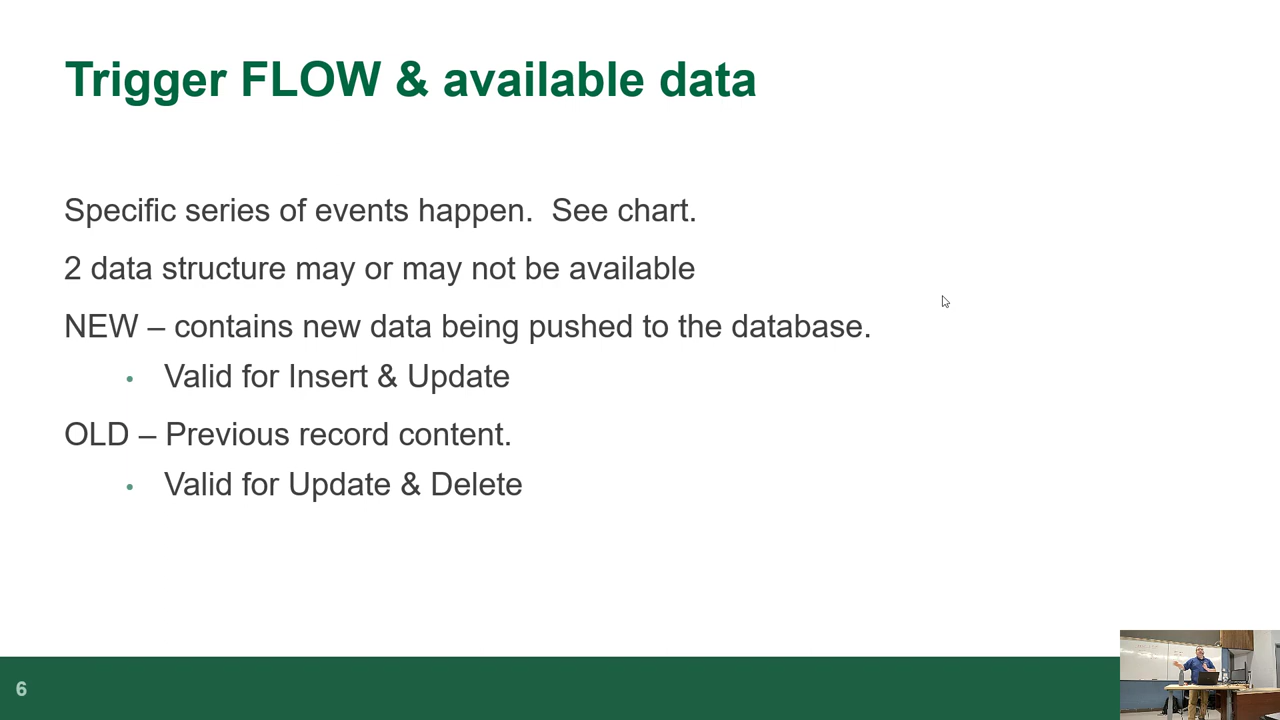 Trigger FLOW & available data
Specific series of events happen.  See chart.
2 data structure may or may not be available
NEW – contains new data being pushed to the database.
• Valid for Insert & Update
OLD – Previous record content.
• Valid for Update & Delete
6